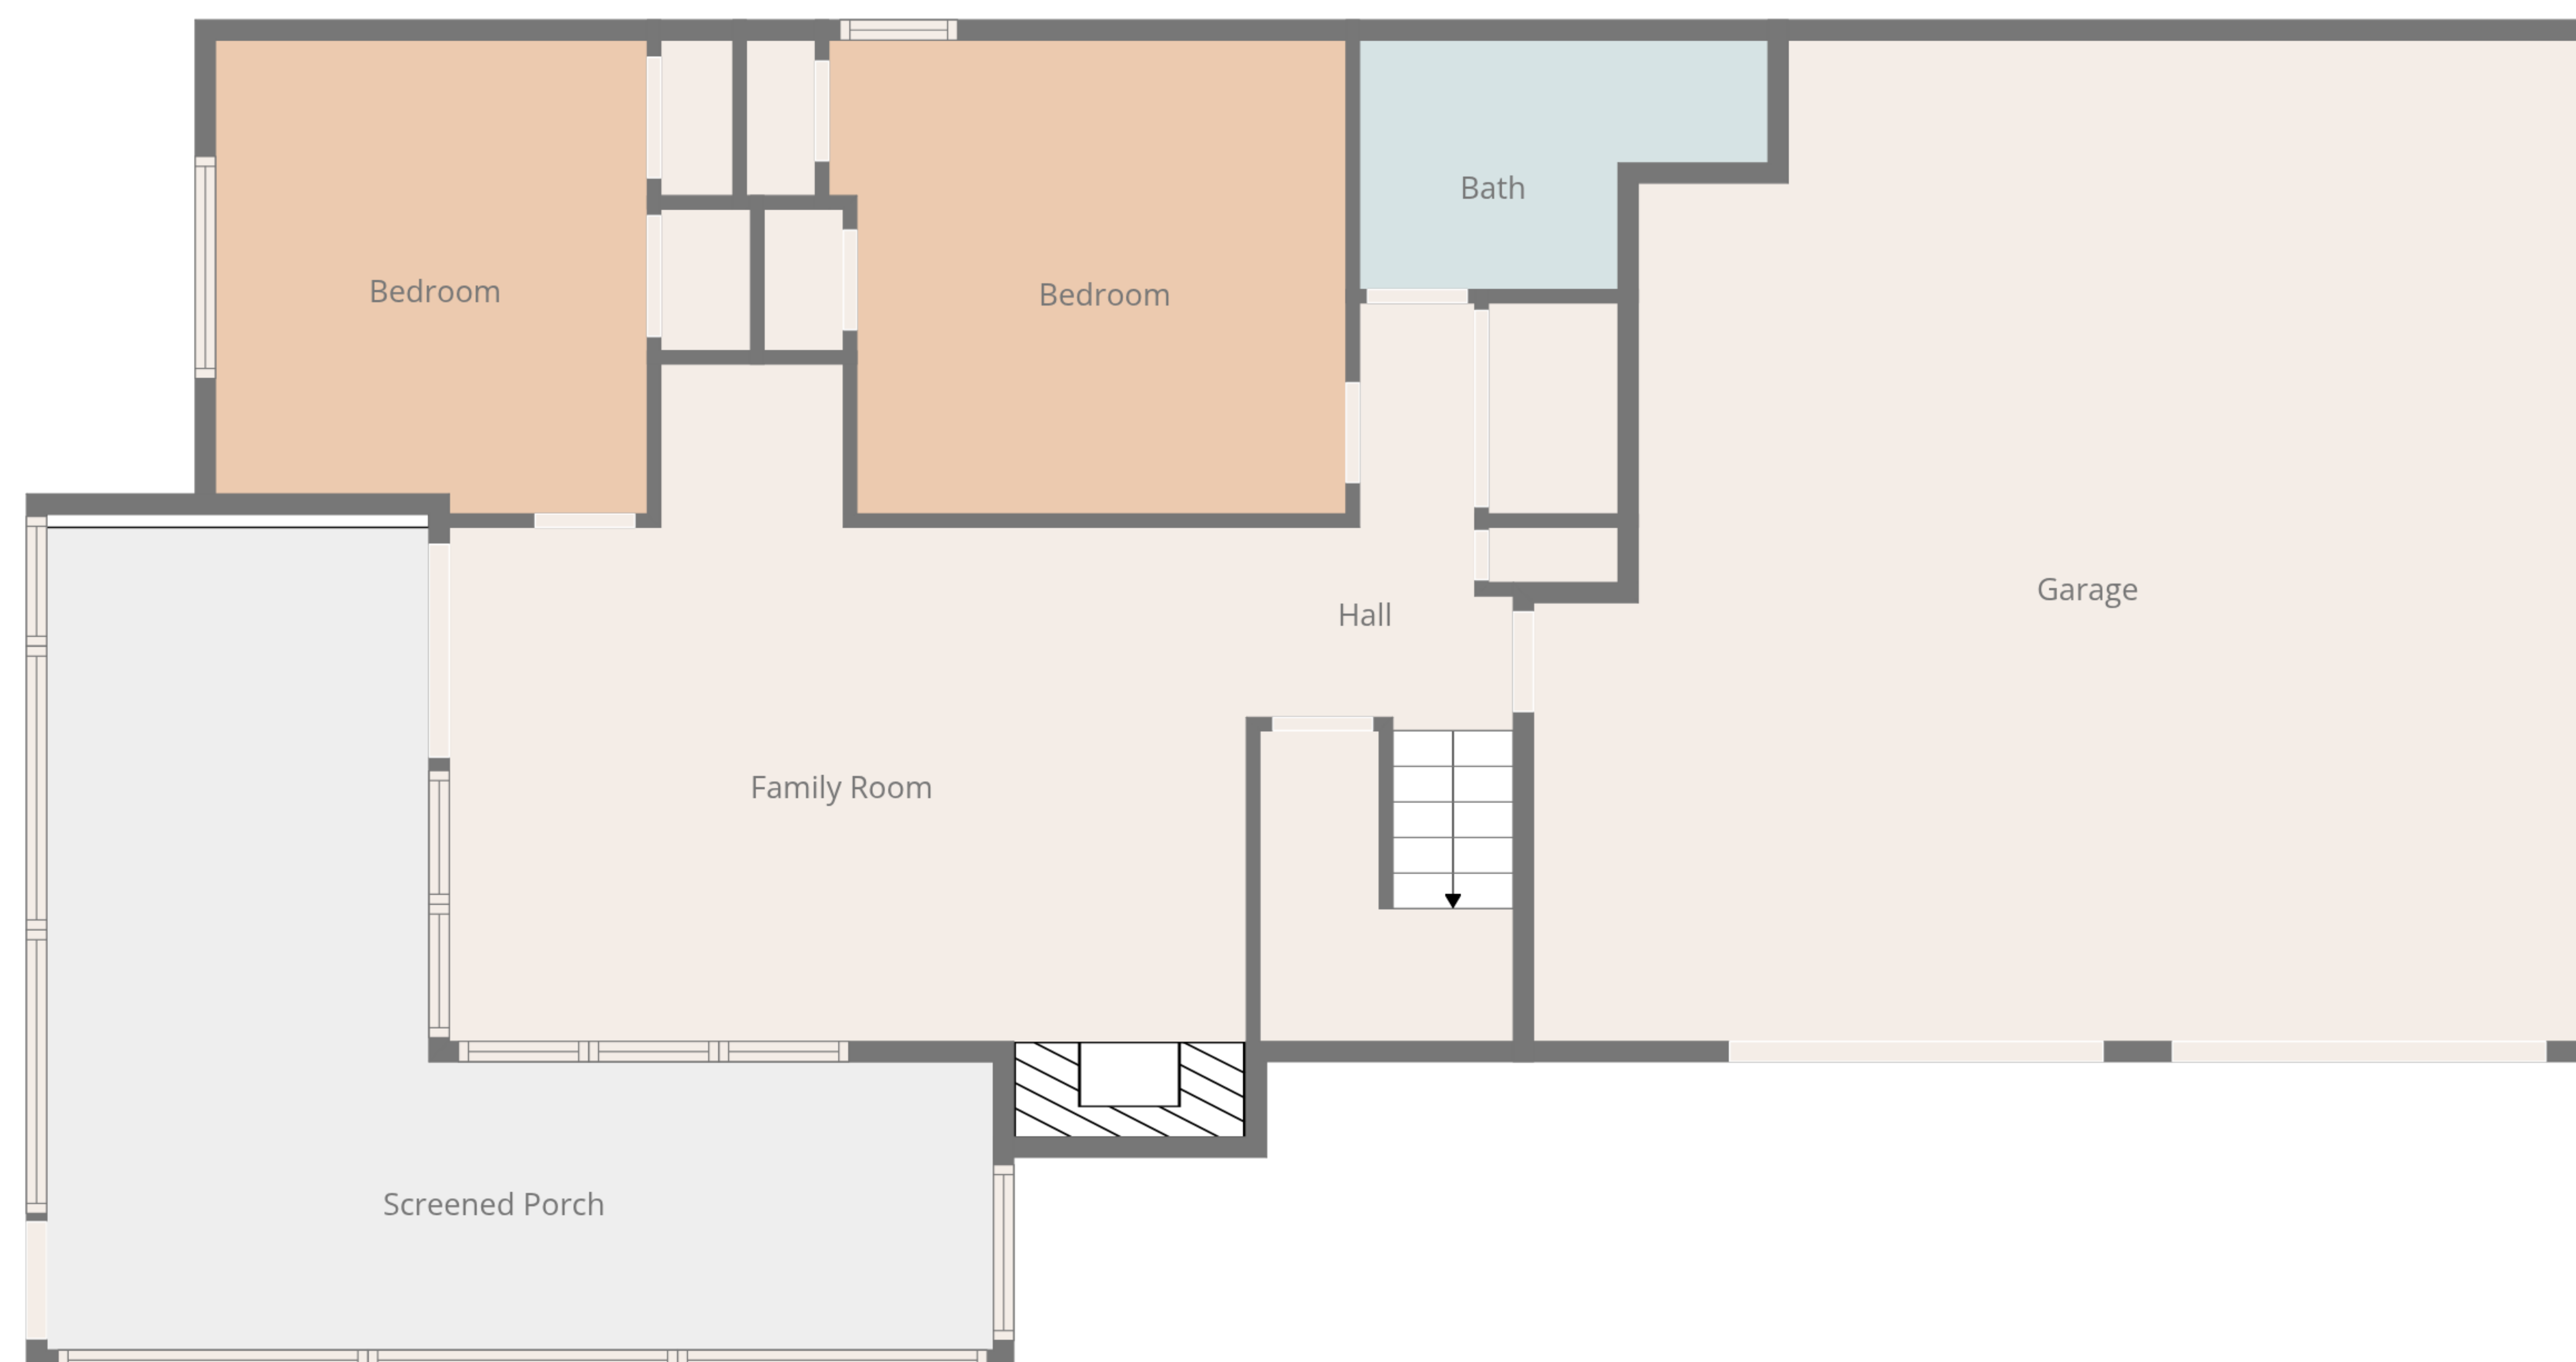 Bedroom
Bedroom
Bath
Garage
Hall
Family Room
Screened Porch